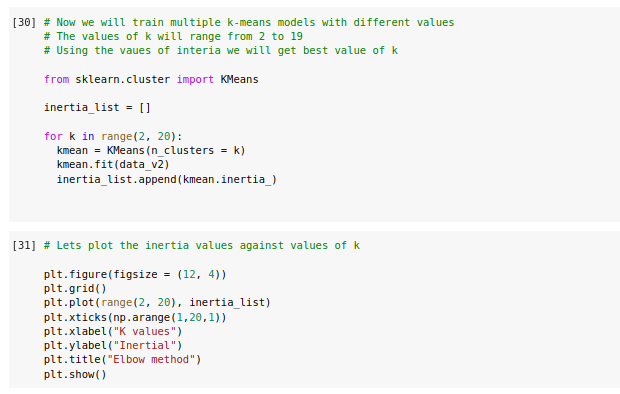 [30] # Now we will train multiple k-means models with different values
# The values of k will range from 2 to 19
# Using the vaues of interia we will get best value of k
from sklearn.cluster import KMeans
inertia_list = []
for k in range(2, 20):
kmean = KMeans(n_clusters = k)
kmean.fit(data_v2)
inertia_list.append(kmean.inertia_)
[31] # Lets plot the inertia values against values of k
plt.figure(figsize = (12, 4))
plt.grid()
plt.plot(range(2, 20), inertia_list)
plt.xticks(np.arange(1,20,1))
plt.xlabel("K values")
plt.ylabel("Inertial")
plt.title("Elbow method")
plt.show()